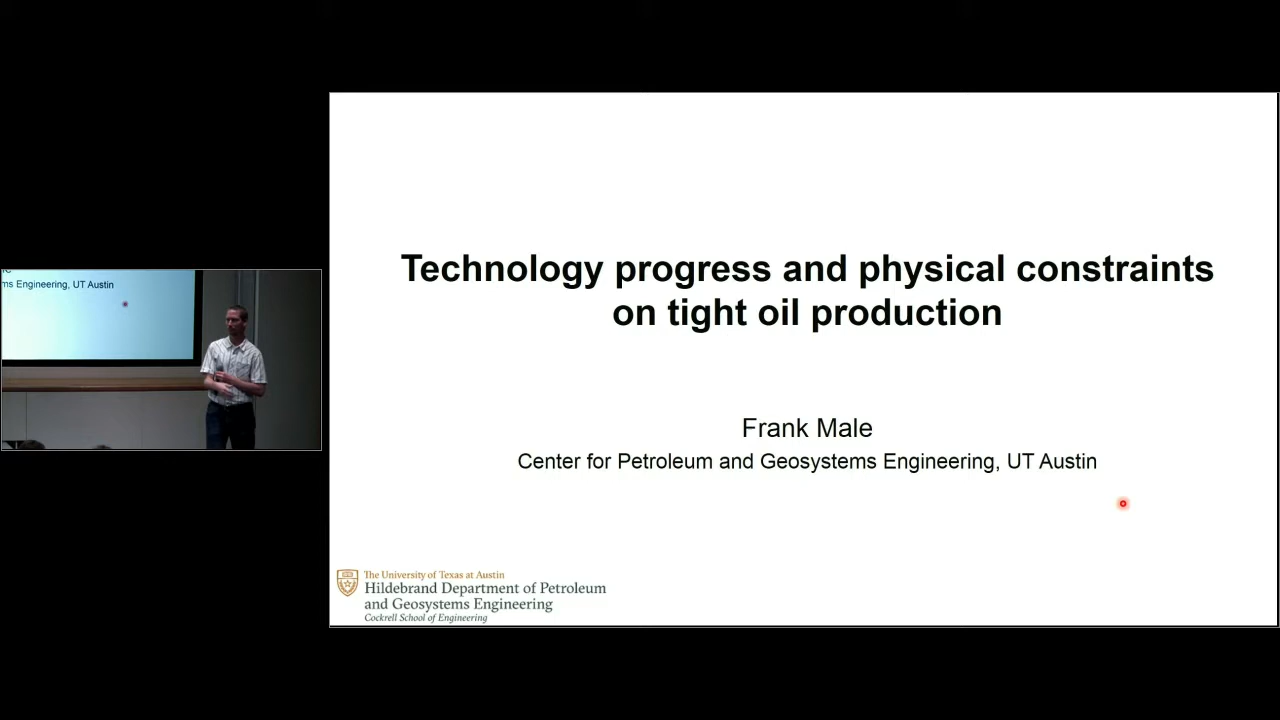 ms Engineering, UT Austin
Technology progress and physical constraints
on tight oil production
Frank Male
Center for Petroleum and Geosystems Engineering, UT Austin
The University of Texas at Austin
Hildebrand Department of Petroleum
and Geosystems Engineering
Cockrell School of Engineering